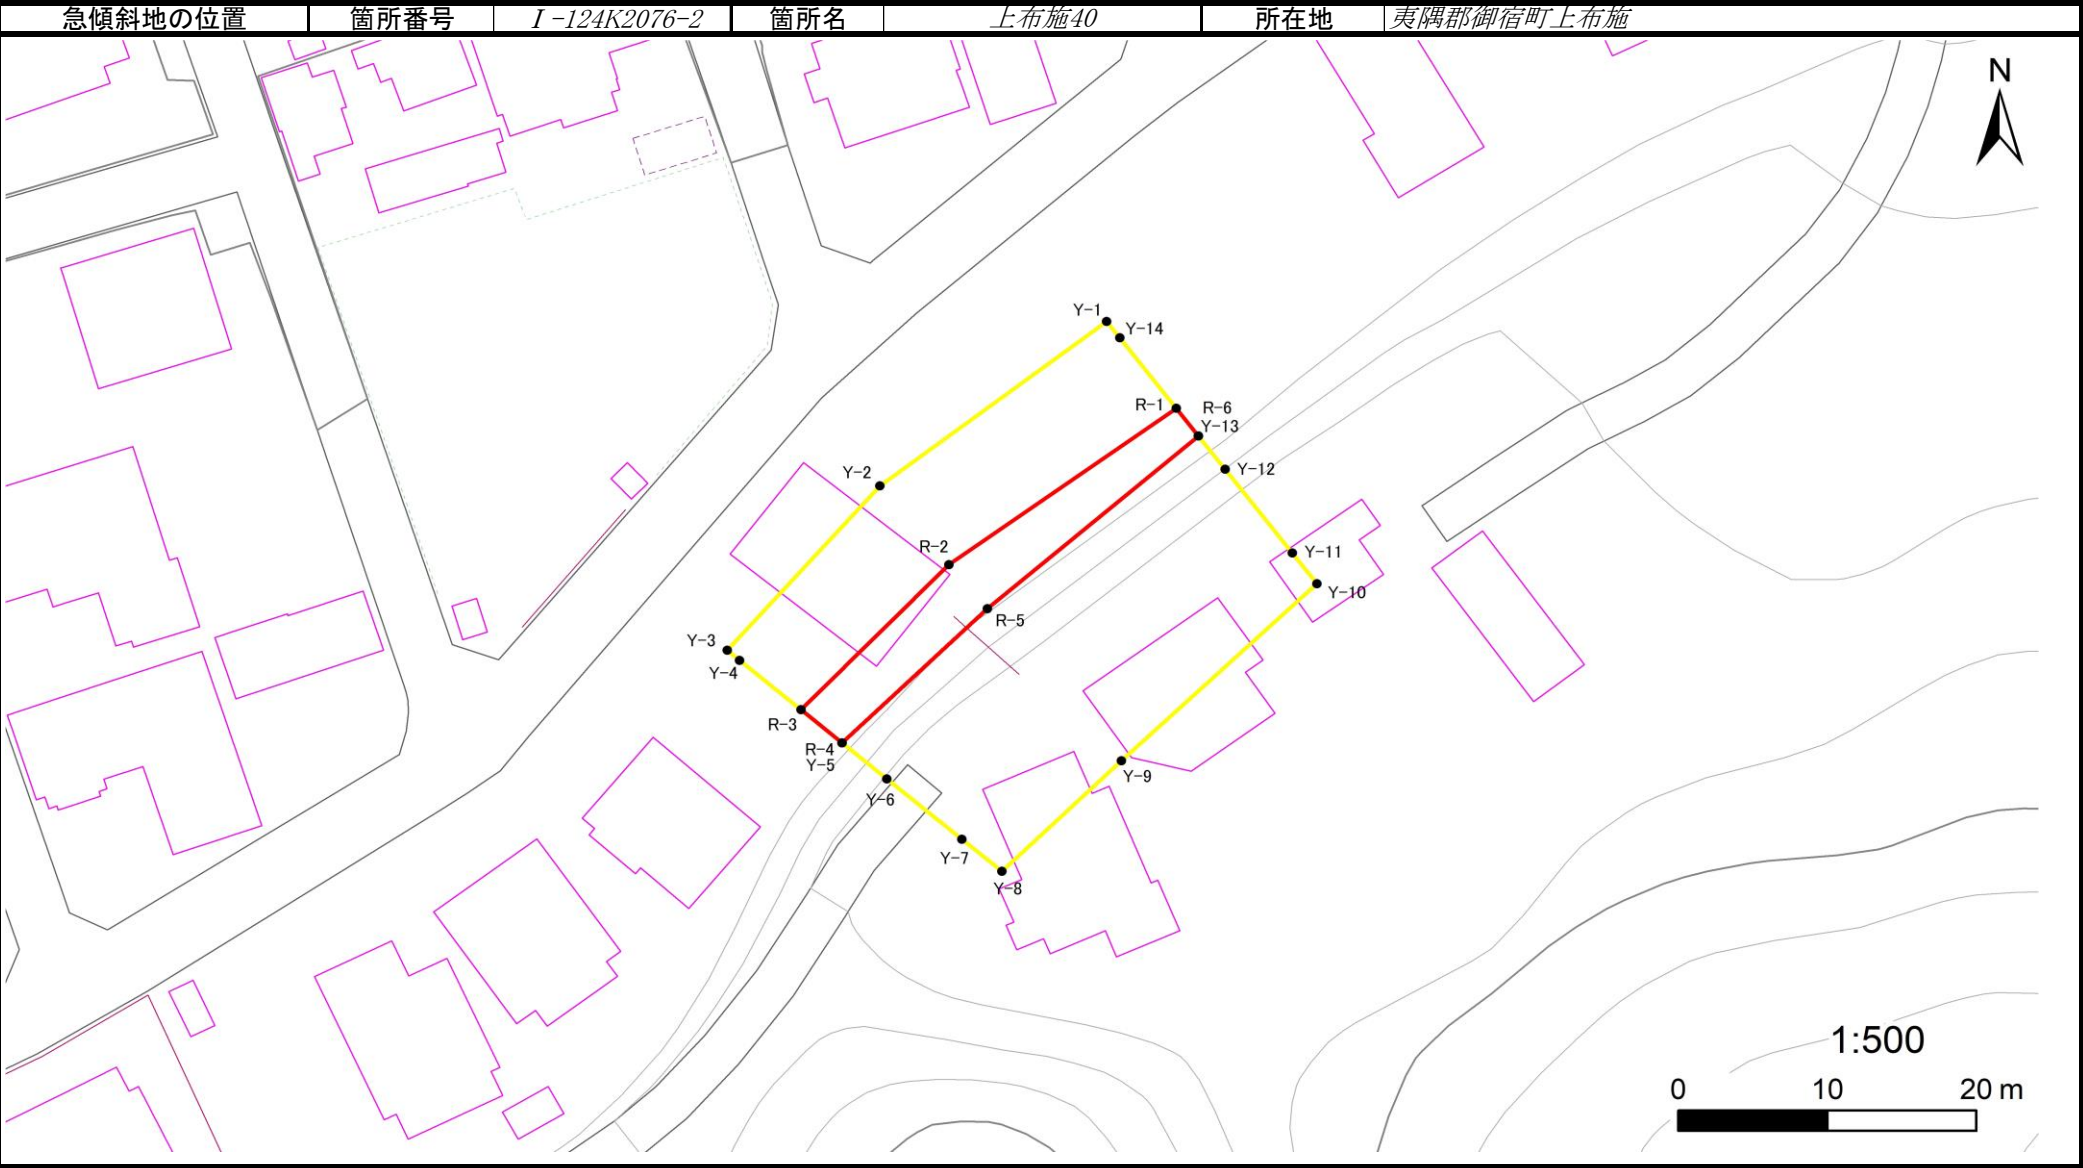 急傾斜地の位置 箇所番号 Ⅰ-124K2076-2 箇所名 上布施40 所在地 夷隅郡御宿町上布施
N
Y-1
Y-14
R-1
R-6
Y-13
Y-12
Y-2
R-2
Y-11
Y-10
R-5
Y-3
Y-4
R-3
R-4
Y-5
Y-6
Y-9
Y-7
Y-8
1:500
0 10 20 m